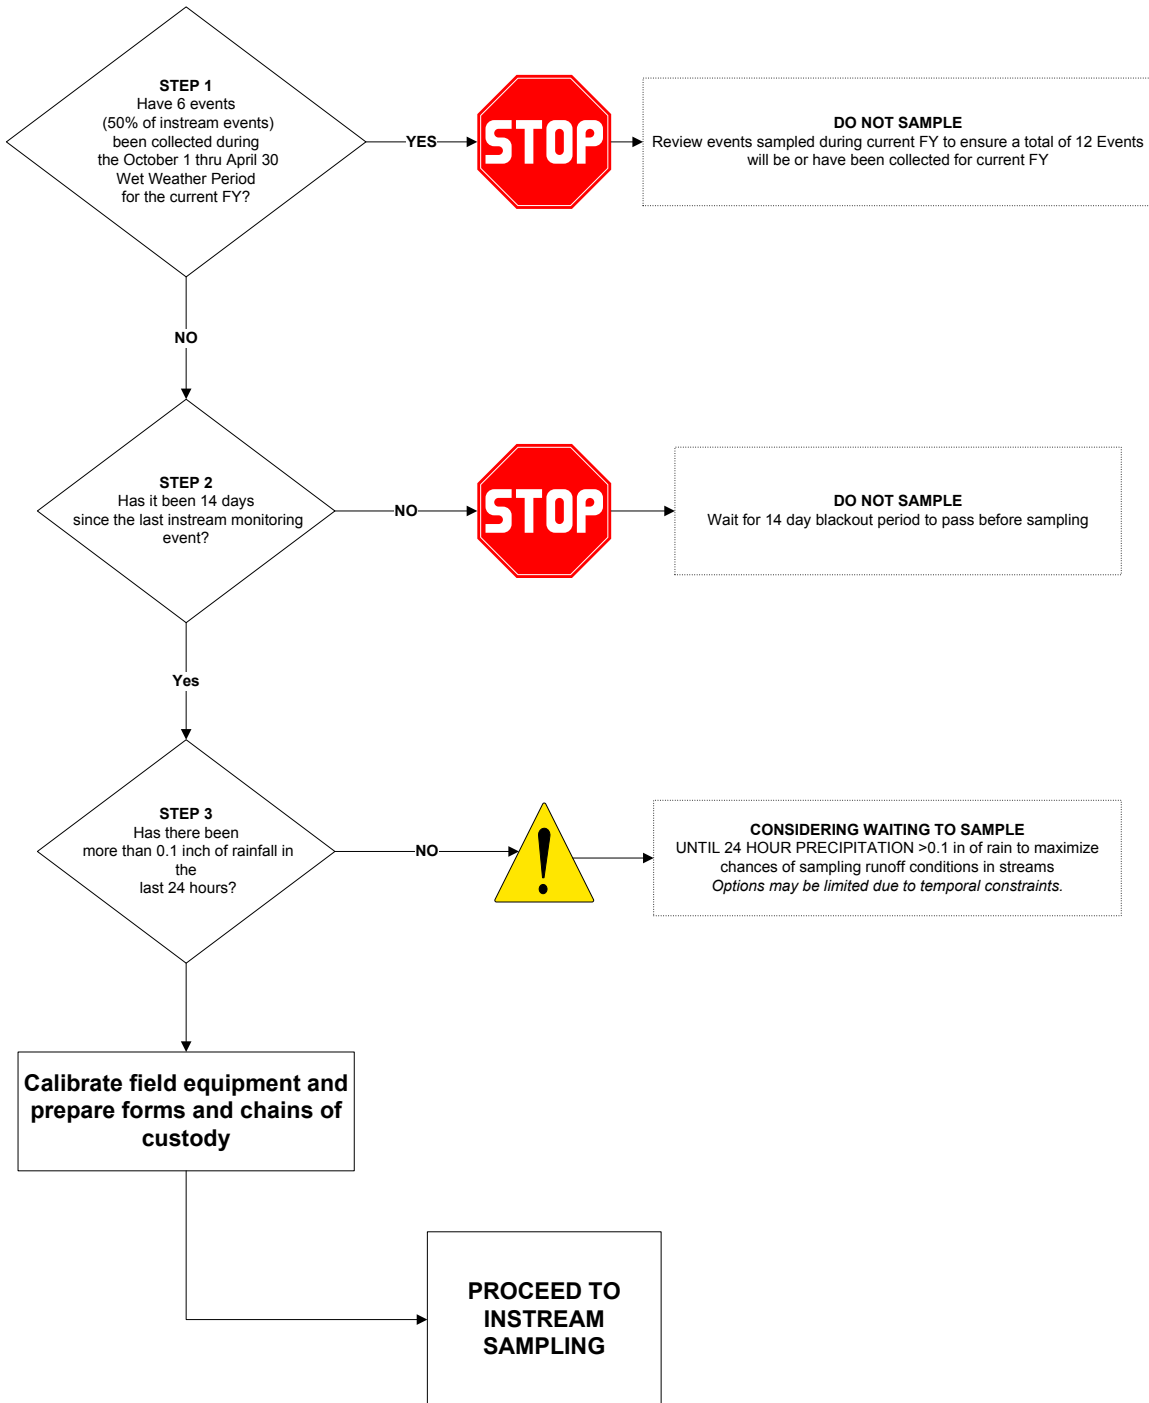 STEP 1
Have 6 events
(50% of instream events)
been collected during
the October 1 thru April 30
Wet Weather Period
for the current FY?
YES
STOP
DO NOT SAMPLE
Review events sampled during current FY to ensure a total of 12 Events
will be or have been collected for current FY
NO
STEP 2
Has it been 14 days
since the last instream monitoring
event?
NO
STOP
DO NOT SAMPLE
Wait for 14 day blackout period to pass before sampling
Yes
STEP 3
Has there been
more than 0.1 inch of rainfall in
the
last 24 hours?
NO
!
CONSIDERING WAITING TO SAMPLE
UNTIL 24 HOUR PRECIPITATION >0.1 in of rain to maximize
chances of sampling runoff conditions in streams
Options may be limited due to temporal constraints.
Calibrate field equipment and
prepare forms and chains of
custody
PROCEED TO
INSTREAM
SAMPLING